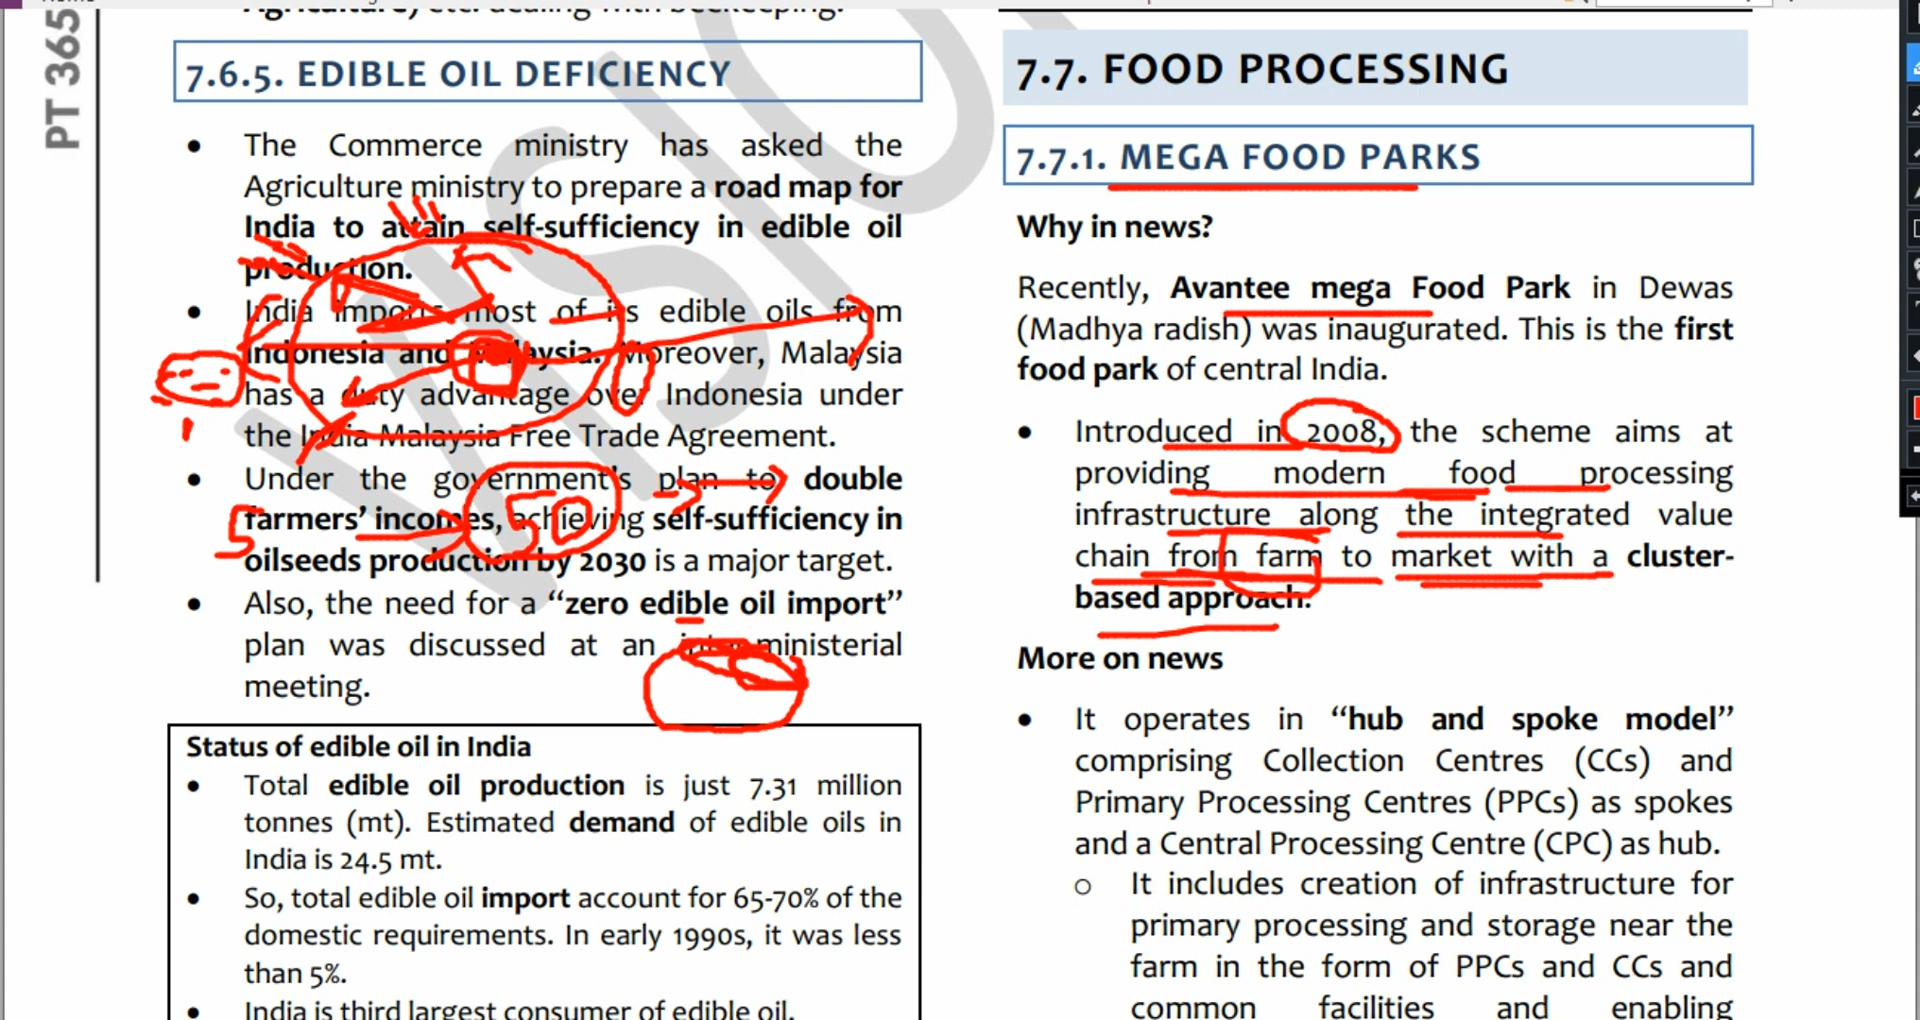 PT 365
Agriculture) etc. dealing with beekeeping.
7.6.5. EDIBLE OIL DEFICIENCY
• The Commerce ministry has asked the
Agriculture ministry to prepare a road map for
India to attain self-sufficiency in edible oil
production.
• India imports most of its edible oils from
Indonesia and Malaysia. Moreover, Malaysia
has a duty advantage over Indonesia under
the India Malaysia Free Trade Agreement.
• Under the government's plan to double
farmers' incomes, achieving self-sufficiency in
oilseeds production by 2030 is a major target.
5
50
• Also, the need for a “zero edible oil import”
plan was discussed at an inter-ministerial
meeting.
Status of edible oil in India
• Total edible oil production is just 7.31 million
tonnes (mt). Estimated demand of edible oils in
India is 24.5 mt.
• So, total edible oil import account for 65-70% of the
domestic requirements. In early 1990s, it was less
than 5%.
• India is third largest consumer of edible oil.
7.7. FOOD PROCESSING
7.7.1. MEGA FOOD PARKS
Why in news?
Recently, Avantee mega Food Park in Dewas
(Madhya radish) was inaugurated. This is the first
food park of central India.
• Introduced in 2008, the scheme aims at
providing modern food processing
infrastructure along the integrated value
chain from farm to market with a cluster-
based approach.
More on news
• It operates in “hub and spoke model”
comprising Collection Centres (CCs) and
Primary Processing Centres (PPCs) as spokes
and a Central Processing Centre (CPC) as hub.
o It includes creation of infrastructure for
primary processing and storage near the
farm in the form of PPCs and CCs and
common facilities and enabling